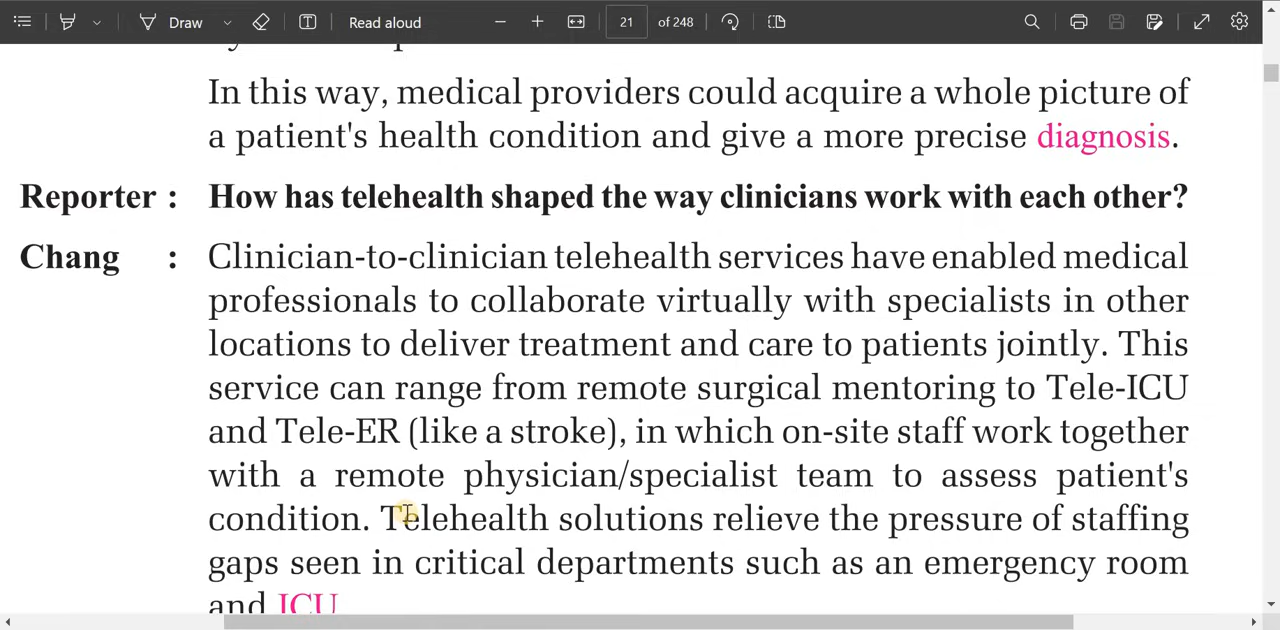 Draw
Read aloud
21 of 248
In this way, medical providers could acquire a whole picture of
a patient's health condition and give a more precise diagnosis.
Reporter : How has telehealth shaped the way clinicians work with each other?
Chang : Clinician-to-clinician telehealth services have enabled medical
professionals to collaborate virtually with specialists in other
locations to deliver treatment and care to patients jointly. This
service can range from remote surgical mentoring to Tele-ICU
and Tele-ER (like a stroke), in which on-site staff work together
with a remote physician/specialist team to assess patient's
condition. Telehealth solutions relieve the pressure of staffing
gaps seen in critical departments such as an emergency room
and ICU